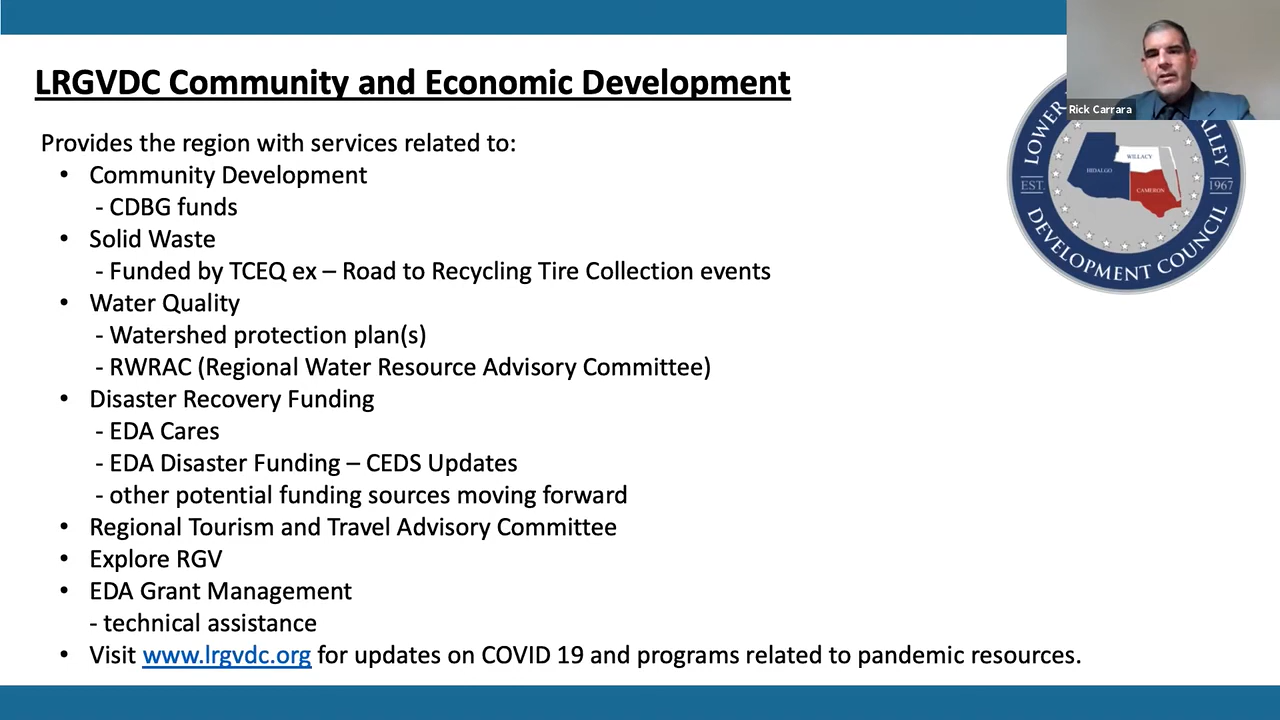 LRGVDC Community and Economic Development
Rick Carrara
Provides the region with services related to:
• Community Development
- CDBG funds
• Solid Waste
- Funded by TCEQ ex – Road to Recycling Tire Collection events
• Water Quality
- Watershed protection plan(s)
- RWRAC (Regional Water Resource Advisory Committee)
• Disaster Recovery Funding
- EDA Cares
- EDA Disaster Funding – CEDS Updates
- other potential funding sources moving forward
• Regional Tourism and Travel Advisory Committee
• Explore RGV
• EDA Grant Management
- technical assistance
• Visit www.lrgvdc.org for updates on COVID 19 and programs related to pandemic resources.
LOWER
ALLEY
WILLACY
HIDALGO
CAMERON
EST.
1967
DEVELOPMENT COUNCIL